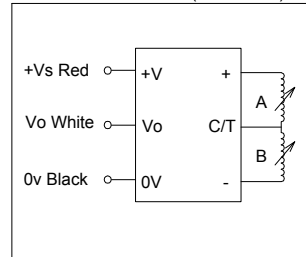 +Vs Red +V +
A
Vo White Vo C/T
B
0v Black 0V -